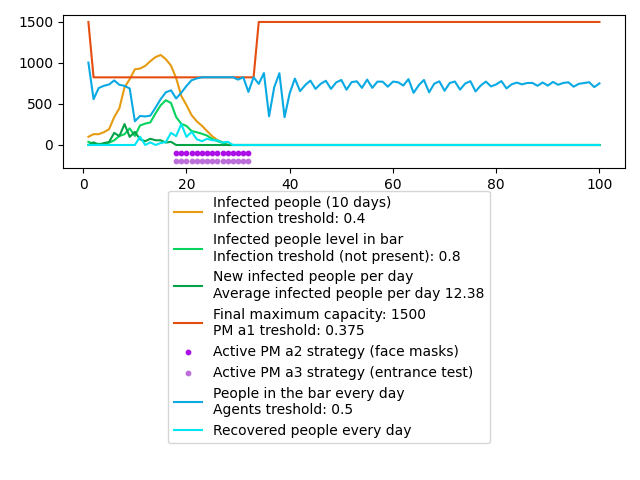 1500
1000
500
0
0
20
40
60
80
100
Infected people (10 days)
Infection treshold: 0.4
Infected people level in bar
Infection treshold (not present): 0.8
New infected people per day
Average infected people per day 12.38
Final maximum capacity: 1500
PM a1 treshold: 0.375
Active PM a2 strategy (face masks)
Active PM a3 strategy (entrance test)
People in the bar every day
Agents treshold: 0.5
Recovered people every day